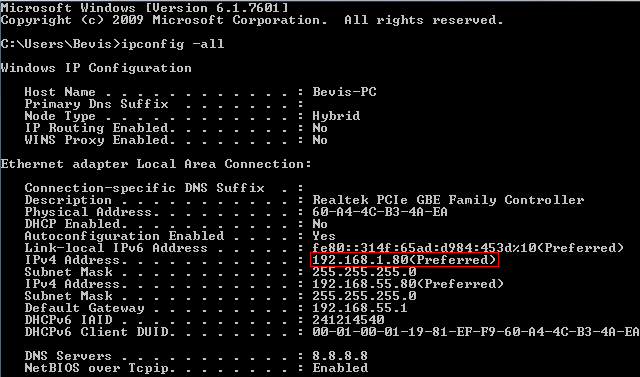 Microsoft Windows [Version 6.1.7601]
Copyright (c) 2009 Microsoft Corporation.  All rights reserved.
C:\Users\Bevis>ipconfig -all
Windows IP Configuration
Host Name . . . . . . . . . . . . : Bevis-PC
Primary Dns Suffix  . . . . . . . :
Node Type . . . . . . . . . . . . : Hybrid
IP Routing Enabled. . . . . . . . : No
WINS Proxy Enabled. . . . . . . . : No
Ethernet adapter Local Area Connection:
Connection-specific DNS Suffix  . :
Description . . . . . . . . . . . : Realtek PCIe GBE Family Controller
Physical Address. . . . . . . . . : 60-A4-4C-B3-4A-EA
DHCP Enabled. . . . . . . . . . . : No
Autoconfiguration Enabled . . . . : Yes
Link-local IPv6 Address . . . . . : fe80::314f:65ad:d984:453d%10(Preferred)
IPv4 Address. . . . . . . . . . . : 192.168.1.80(Preferred)
Subnet Mask . . . . . . . . . . . : 255.255.255.0
IPv4 Address. . . . . . . . . . . : 192.168.55.80(Preferred)
Subnet Mask . . . . . . . . . . . : 255.255.255.0
Default Gateway . . . . . . . . . : 192.168.55.1
DHCPv6 IAID . . . . . . . . . . . : 241214540
DHCPv6 Client DUID. . . . . . . . : 00-01-00-01-19-81-EF-F9-60-A4-4C-B3-4A-EA
DNS Servers . . . . . . . . . . . : 8.8.8.8
NetBIOS over Tcpip. . . . . . . . : Enabled